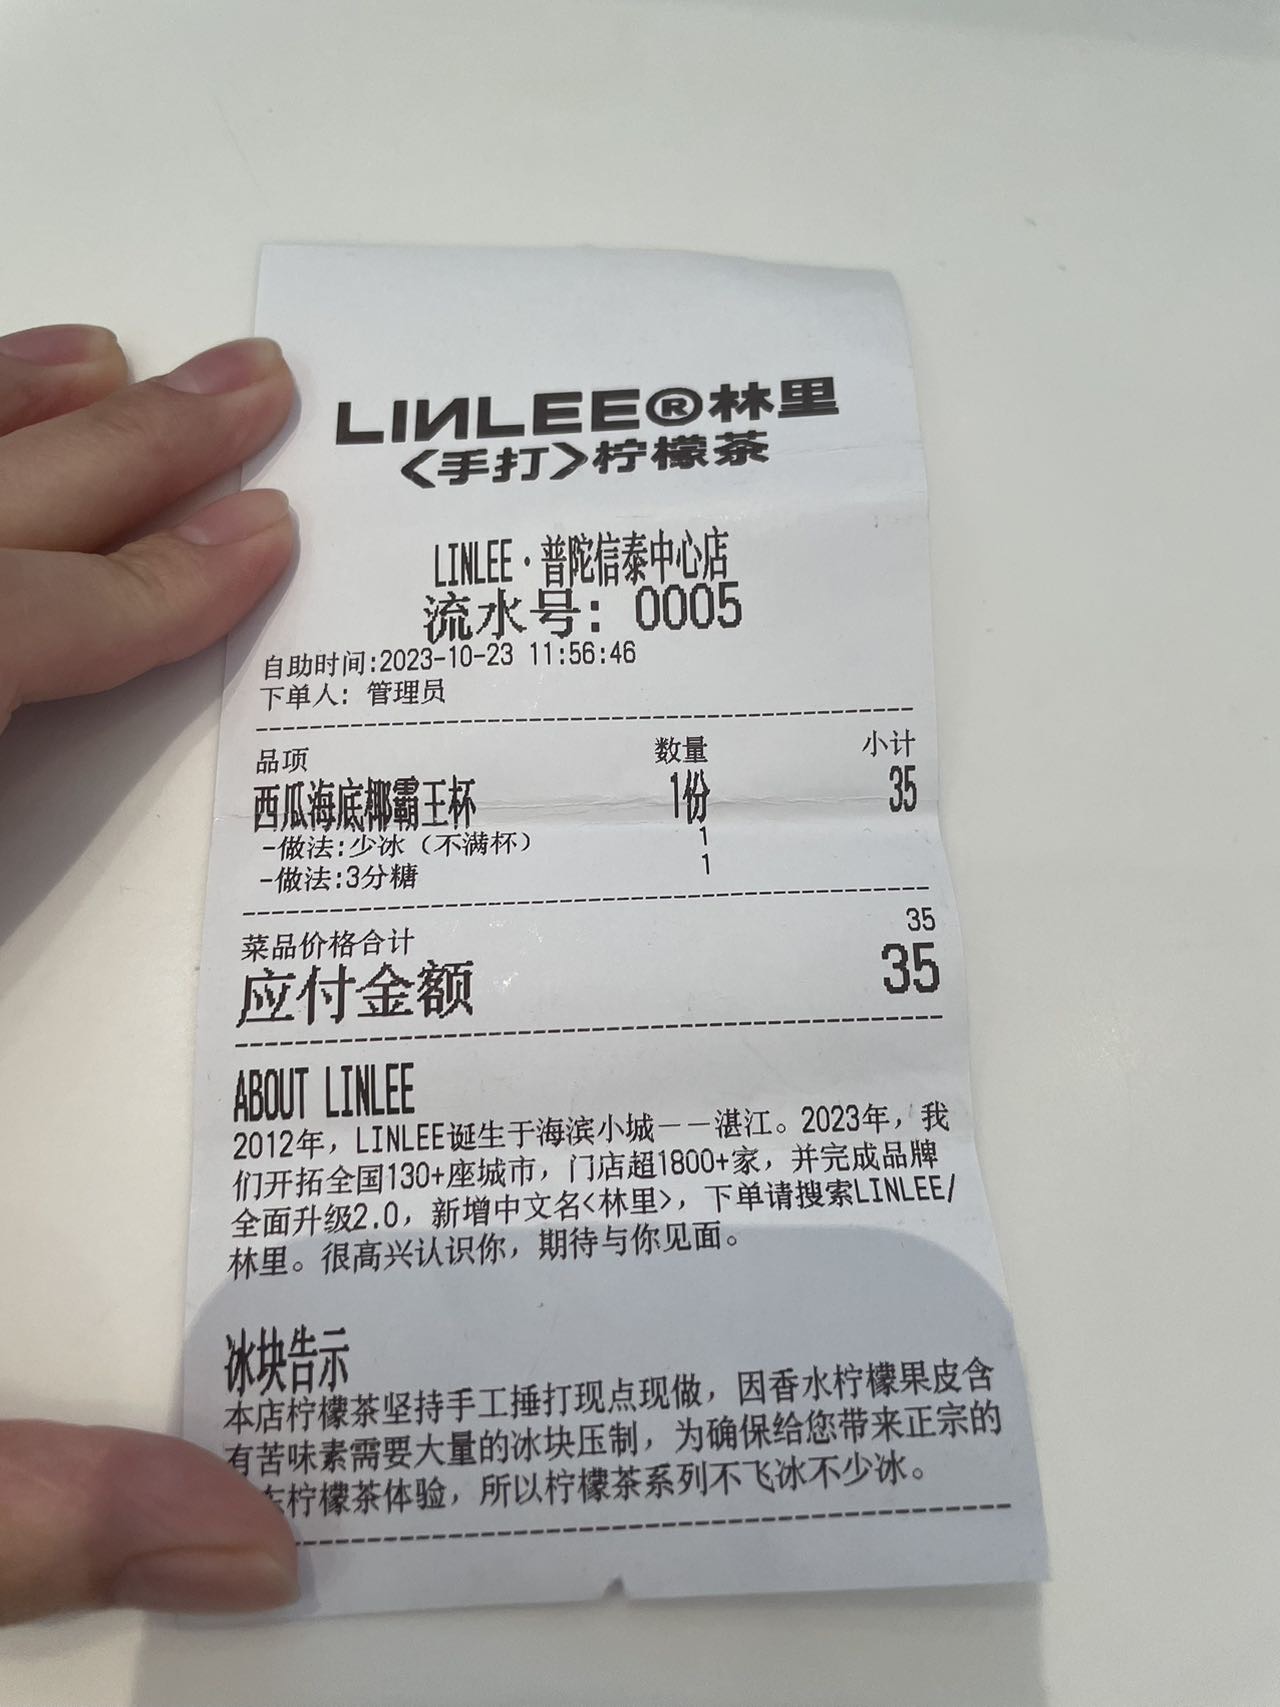 LINLEE®林里
<手打>柠檬茶
LINLEE·普陀信泰中心店
流水号: 0005
自助时间:2023-10-23 11:56:46
下单人: 管理员
品项 数量 小计
西瓜海底椰霸王杯 1份 35
-做法:少冰（不满杯） 1
-做法:3分糖 1
菜品价格合计 35
应付金额 35
ABOUT LINLEE
2012年，LINLEE诞生于海滨小城——湛江。2023年，我
们开拓全国130+座城市，门店超1800+家，并完成品牌
全面升级2.0，新增中文名<林里>，下单请搜索LINLEE/
林里。很高兴认识你，期待与你见面。
冰块告示
本店柠檬茶坚持手工捶打现点现做，因香水柠檬果皮含
有苦味素需要大量的冰块压制，为确保给您带来正宗的
柠檬茶体验，所以柠檬茶系列不飞冰不少冰。